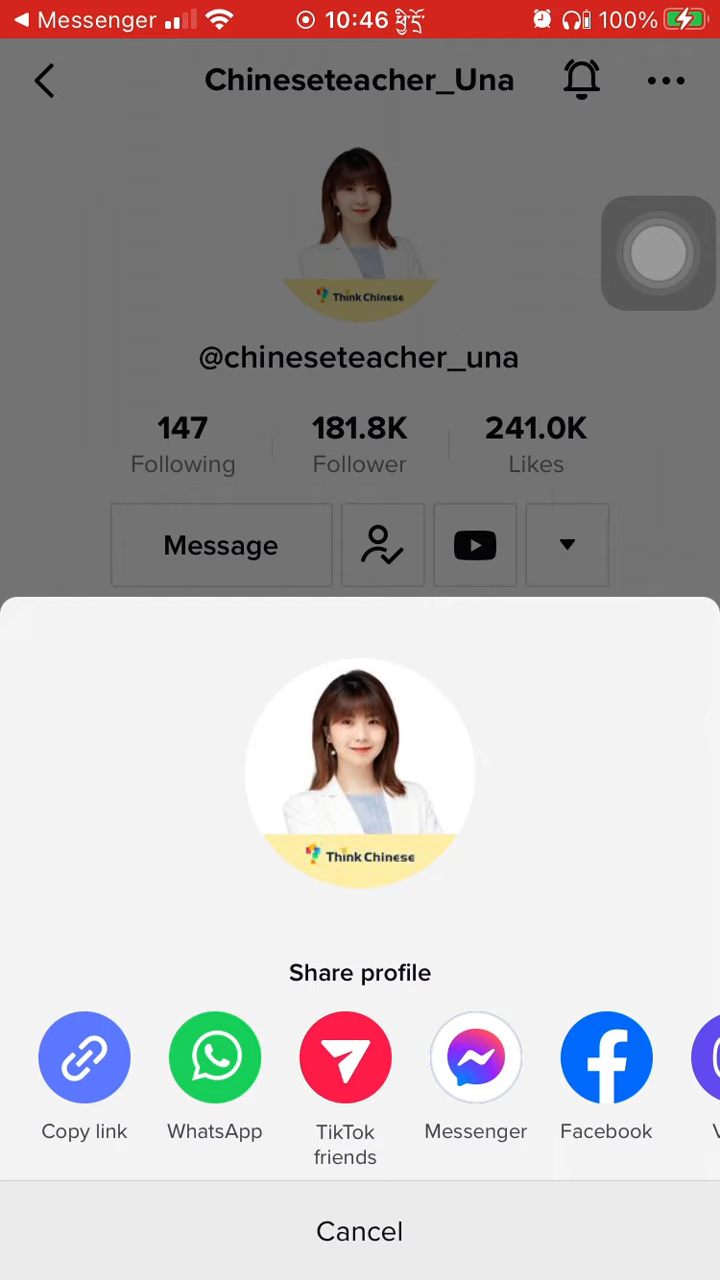 Messenger
10:46
100%
Chineseteacher_Una
Think Chinese
@chineseteacher_una
147
181.8K
241.0K
Following
Follower
Likes
Message
Think Chinese
Share profile
Copy link
WhatsApp
TikTok
friends
Messenger
Facebook
Cancel